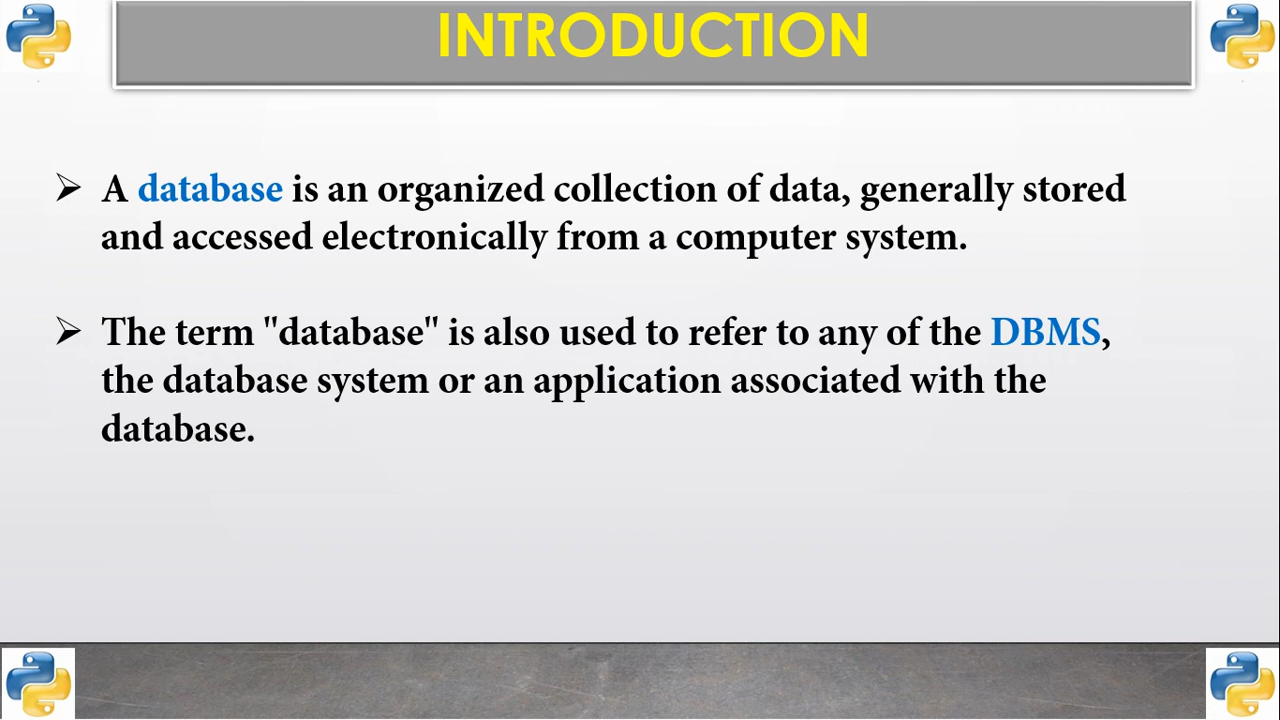 INTRODUCTION
➢ A database is an organized collection of data, generally stored
and accessed electronically from a computer system.
➢ The term "database" is also used to refer to any of the DBMS,
the database system or an application associated with the
database.